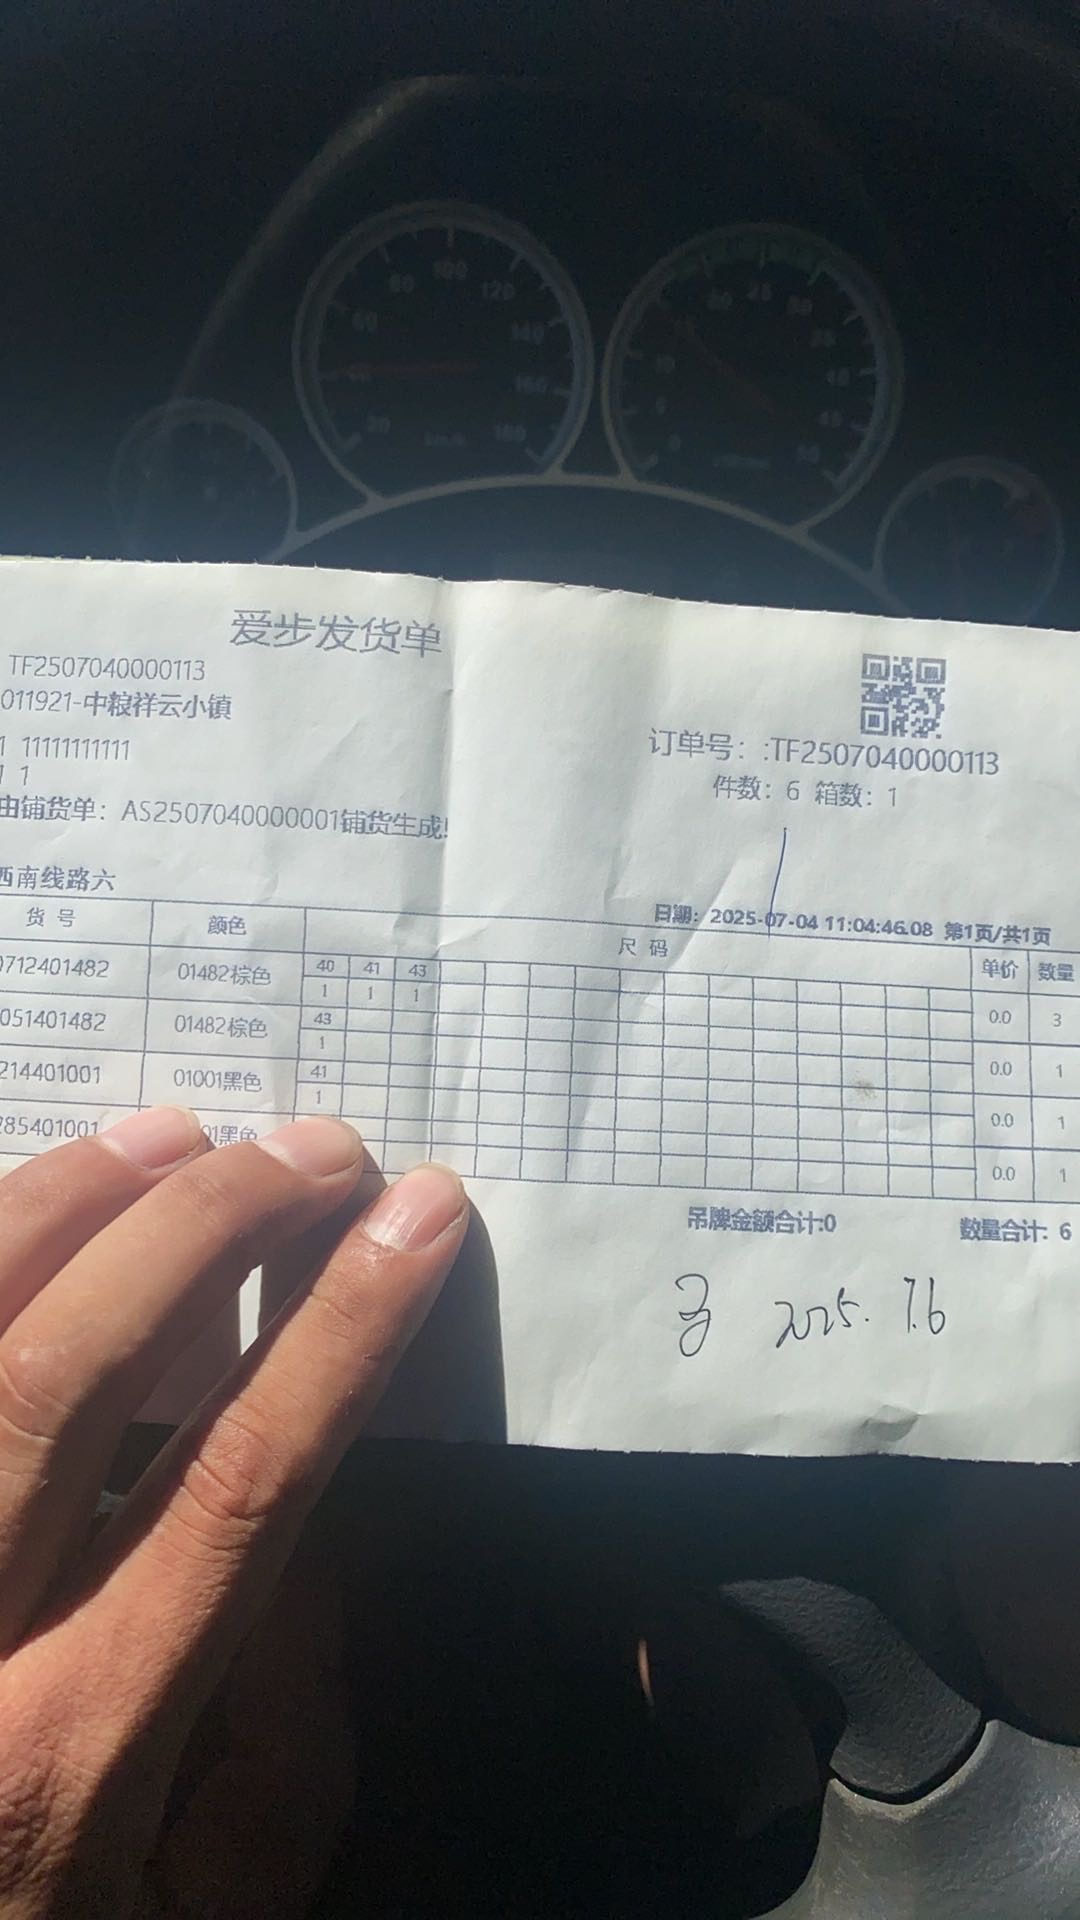 爱步发货单
TF2507040000113
011921-中粮祥云小镇
订单号: :TF2507040000113
1 11111111111
件数: 6 箱数: 1
1 1
由铺货单: AS2507040000001铺货生成!
西南线路六
日期: 2025-07-04 11:04:46.08 第1页/共1页
货号 颜色 尺码 单价 数量
0712401482 01482棕色 40 41 43 0.0 3
1 1 1
051401482 01482棕色 43 0.0 1
1
214401001 01001黑色 41 0.0 1
1
285401001 01黑色 0.0 1
吊牌金额合计:0 数量合计: 6
2025. 7.6